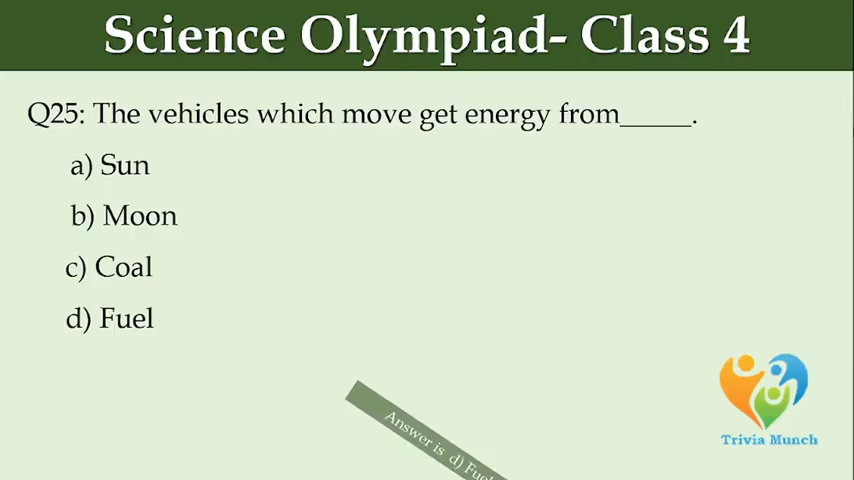 Science Olympiad- Class 4
Q25: The vehicles which move get energy from_____.
a) Sun
b) Moon
c) Coal
d) Fuel
Answer is d) Fuel
Trivia Munch